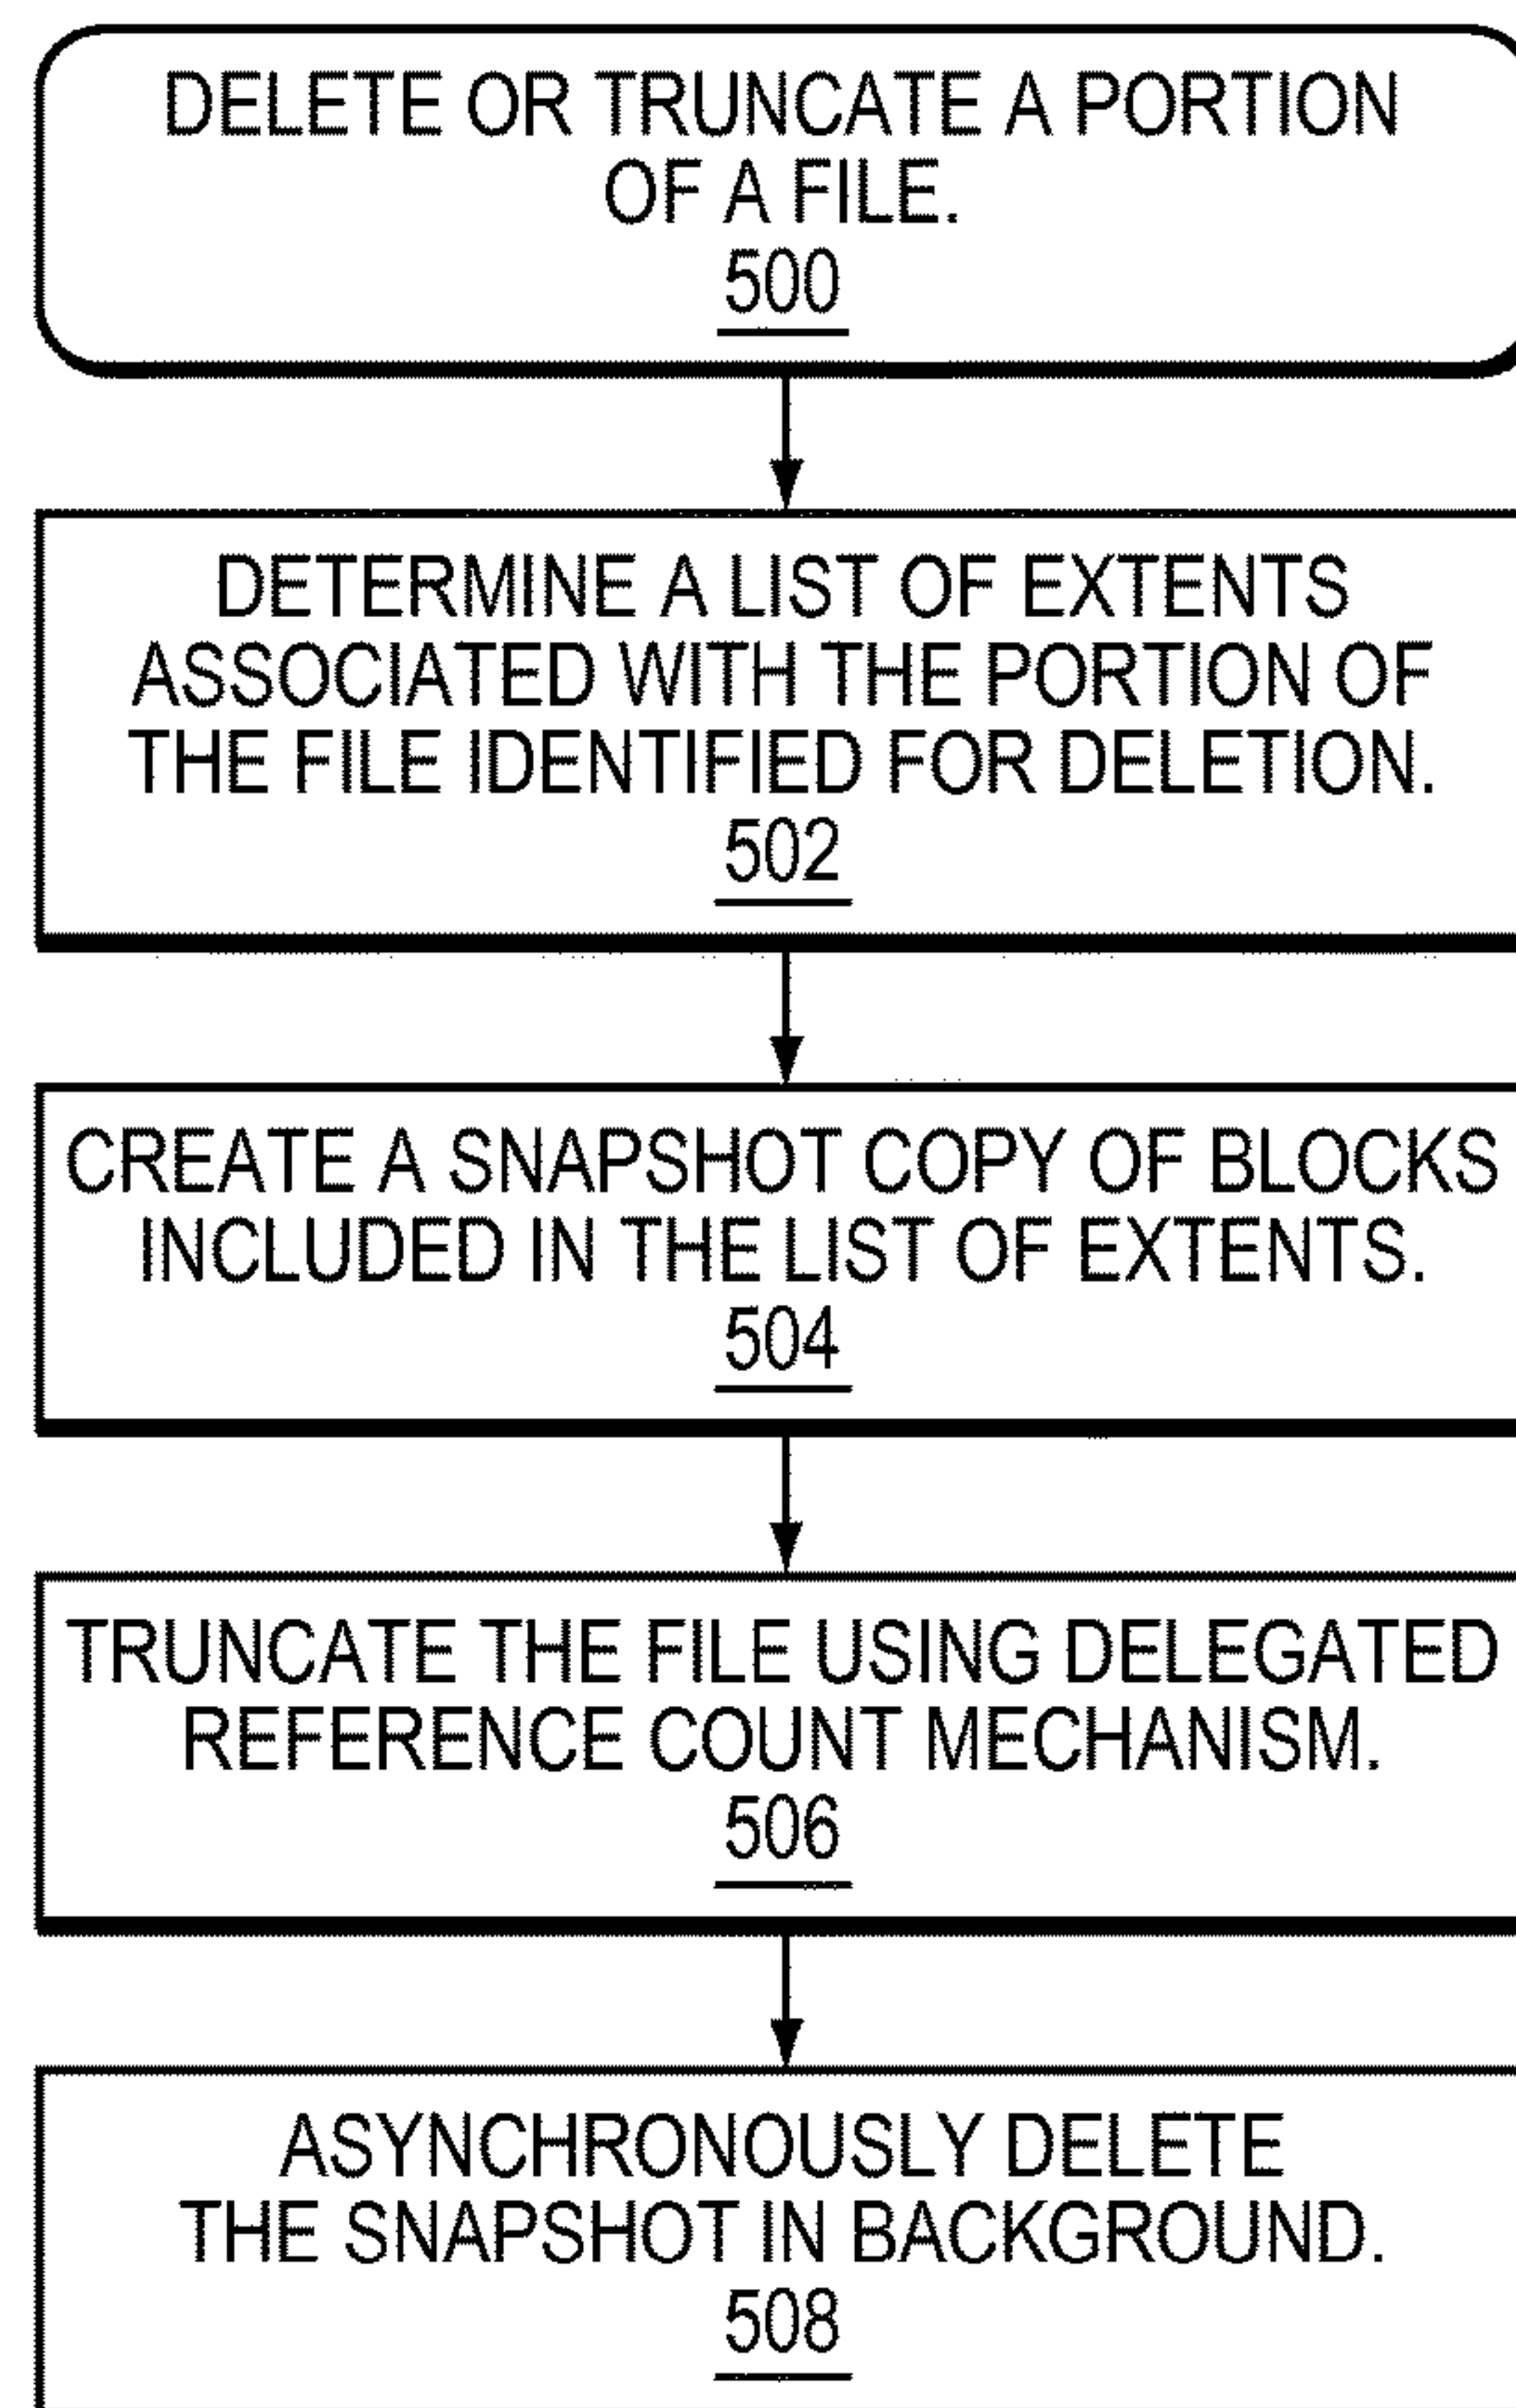 DELETE OR TRUNCATE A PORTION
OF A FILE.
500
DETERMINE A LIST OF EXTENTS
ASSOCIATED WITH THE PORTION OF
THE FILE IDENTIFIED FOR DELETION.
502
CREATE A SNAPSHOT COPY OF BLOCKS
INCLUDED IN THE LIST OF EXTENTS.
504
TRUNCATE THE FILE USING DELEGATED
REFERENCE COUNT MECHANISM.
506
ASYNCHRONOUSLY DELETE
THE SNAPSHOT IN BACKGROUND.
508